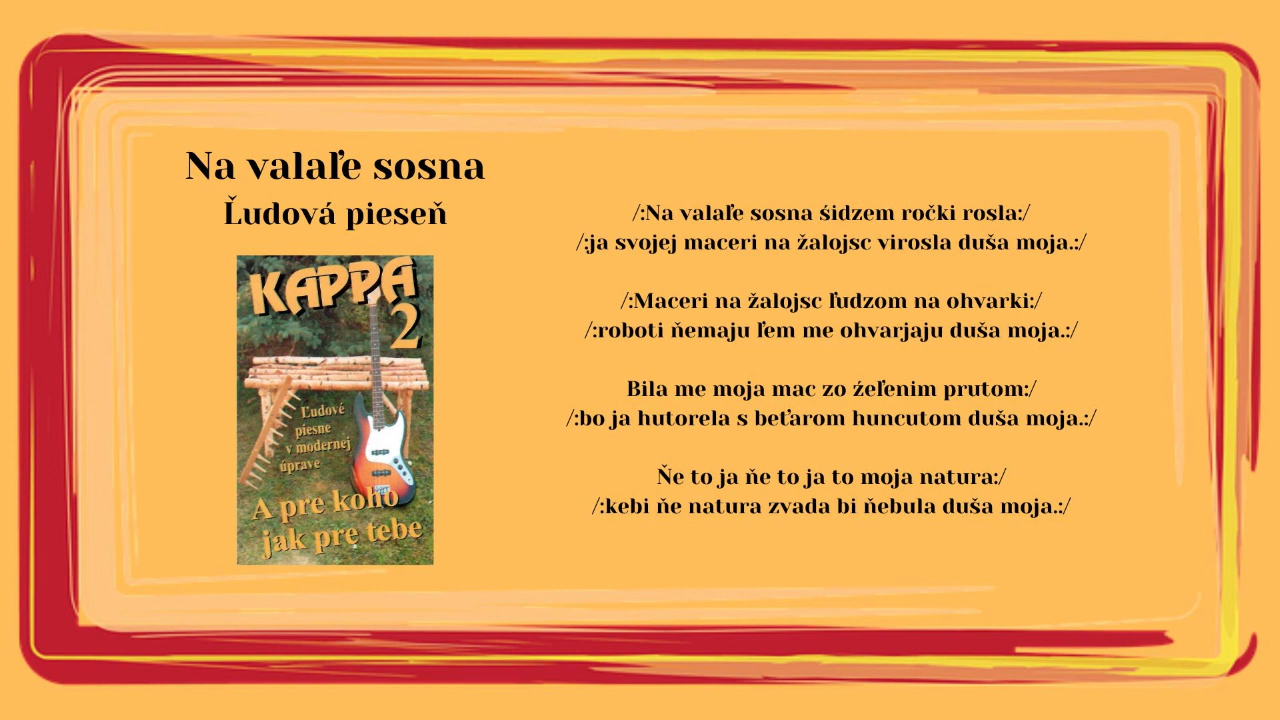 Na valaľe sosna
Ľudová pieseň
KAPPA
2
Ľudové
piesne
v modernej
úprave
A pre koho
jak pre tebe
/:Na valaľe sosna śidzem ročki rosla:/
/:ja svojej maceri na žalojsc virosla duša moja.:/
/:Maceri na žalojsc ľudzom na ohvarki:/
/:roboti ňemaju ľem me ohvarjaju duša moja.:/
Bila me moja mac zo źeľenim prutom:/
/:bo ja hutorela s beťarom huncutom duša moja.:/
Ňe to ja ňe to ja to moja natura:/
/:kebi ňe natura zvada bi ňebula duša moja.:/